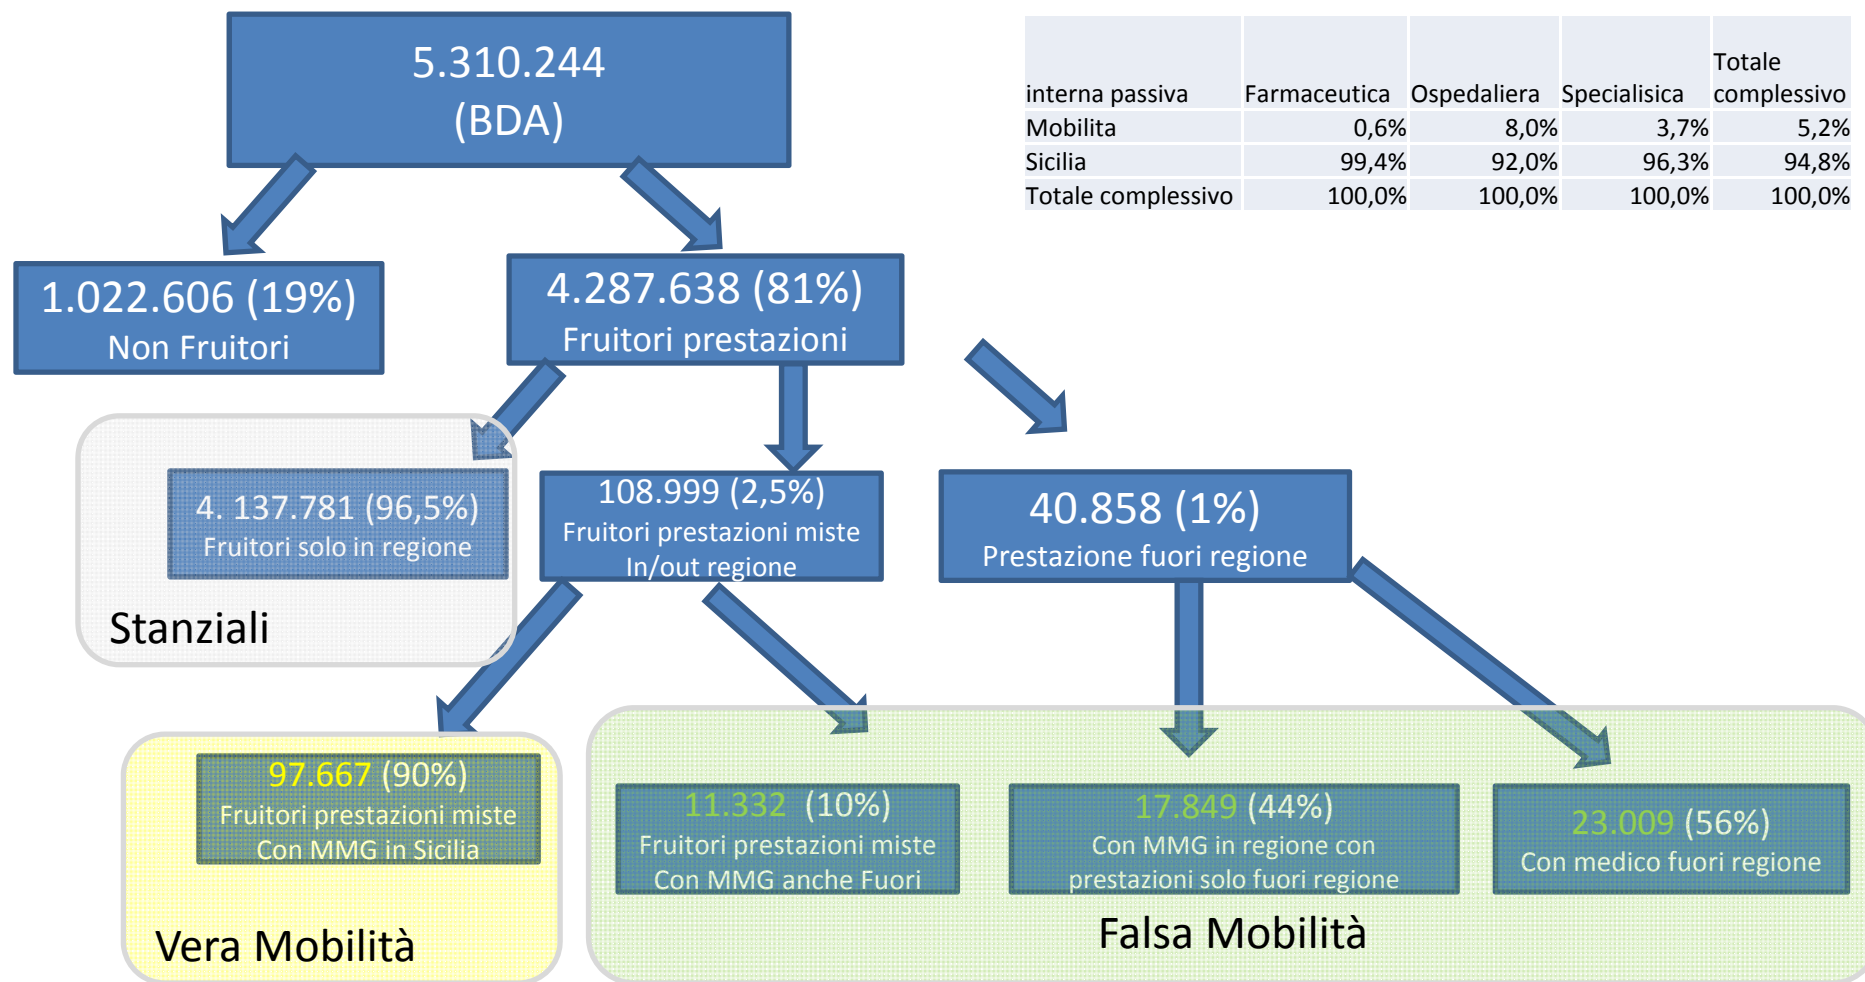 5.310.244
(BDA)
interna passiva Farmaceutica Ospedaliera Specialisica Totale complessivo
Mobilita 0,6% 8,0% 3,7% 5,2%
Sicilia 99,4% 92,0% 96,3% 94,8%
Totale complessivo 100,0% 100,0% 100,0% 100,0%
1.022.606 (19%)
Non Fruitori
4.287.638 (81%)
Fruitori prestazioni
4. 137.781 (96,5%)
Fruitori solo in regione
Stanziali
108.999 (2,5%)
Fruitori prestazioni miste
In/out regione
40.858 (1%)
Prestazione fuori regione
97.667 (90%)
Fruitori prestazioni miste
Con MMG in Sicilia
Vera Mobilità
11.332 (10%)
Fruitori prestazioni miste
Con MMG anche Fuori
17.849 (44%)
Con MMG in regione con
prestazioni solo fuori regione
23.009 (56%)
Con medico fuori regione
Falsa Mobilità